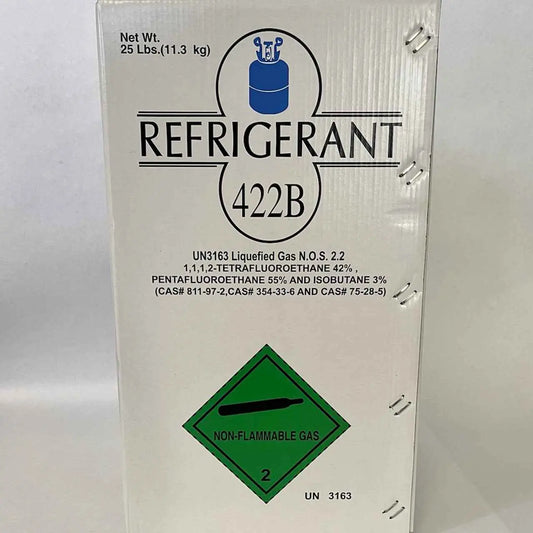 Net Wt.
25 Lbs.(11.3 kg)
REFRIGERANT
422B
UN3163 Liquefied Gas N.O.S. 2.2
1,1,1,2-TETRAFLUOROETHANE 42% ,
PENTAFLUOROETHANE 55% AND ISOBUTANE 3%
(CAS# 811-97-2,CAS# 354-33-6 AND CAS# 75-28-5)
NON-FLAMMABLE GAS
2
UN 3163